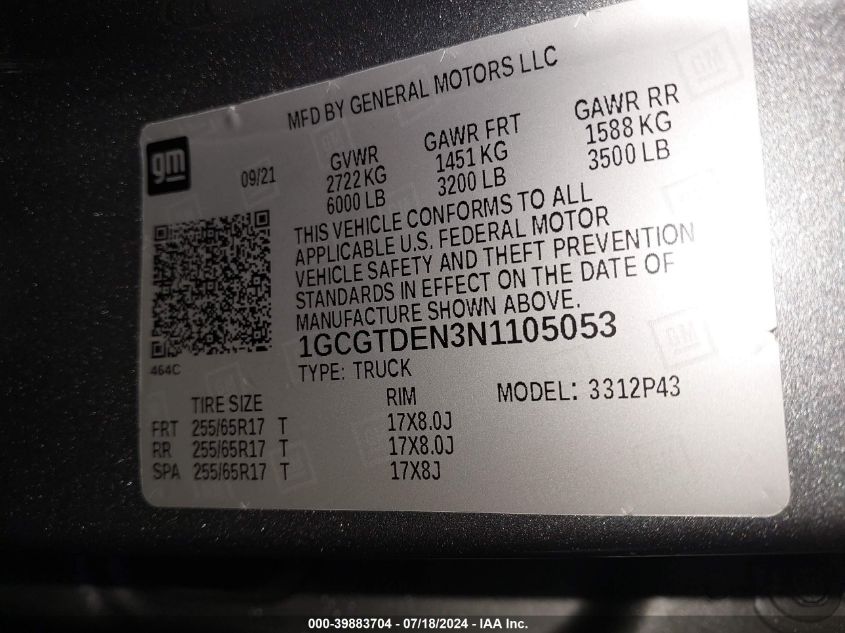 MFD BY GENERAL MOTORS LLC
gm
09/21
GVWR GAWR FRT GAWR RR
2722 KG 1451 KG 1588 KG
6000 LB 3200 LB 3500 LB
THIS VEHICLE CONFORMS TO ALL
APPLICABLE U.S. FEDERAL MOTOR
VEHICLE SAFETY AND THEFT PREVENTION
STANDARDS IN EFFECT ON THE DATE OF
MANUFACTURE SHOWN ABOVE.
1GCGTDEN3N1105053
464C
TYPE: TRUCK
MODEL: 3312P43
TIRE SIZE RIM
FRT 255/65R17 T 17X8.0J
RR 255/65R17 T 17X8.0J
SPA 255/65R17 T 17X8J
000-39883704 - 07/18/2024 - IAA Inc.